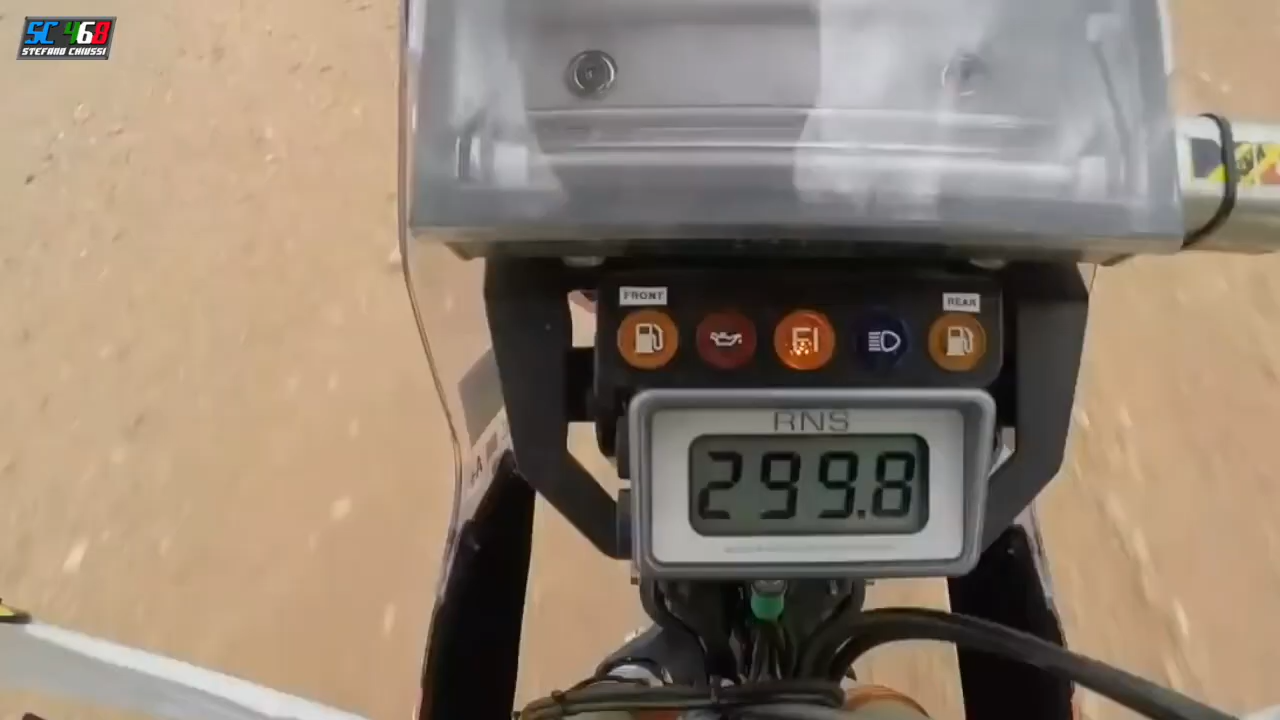 SC 468
STEFANO CHIUSSI
FRONT
REAR
FI
RNS
299.8